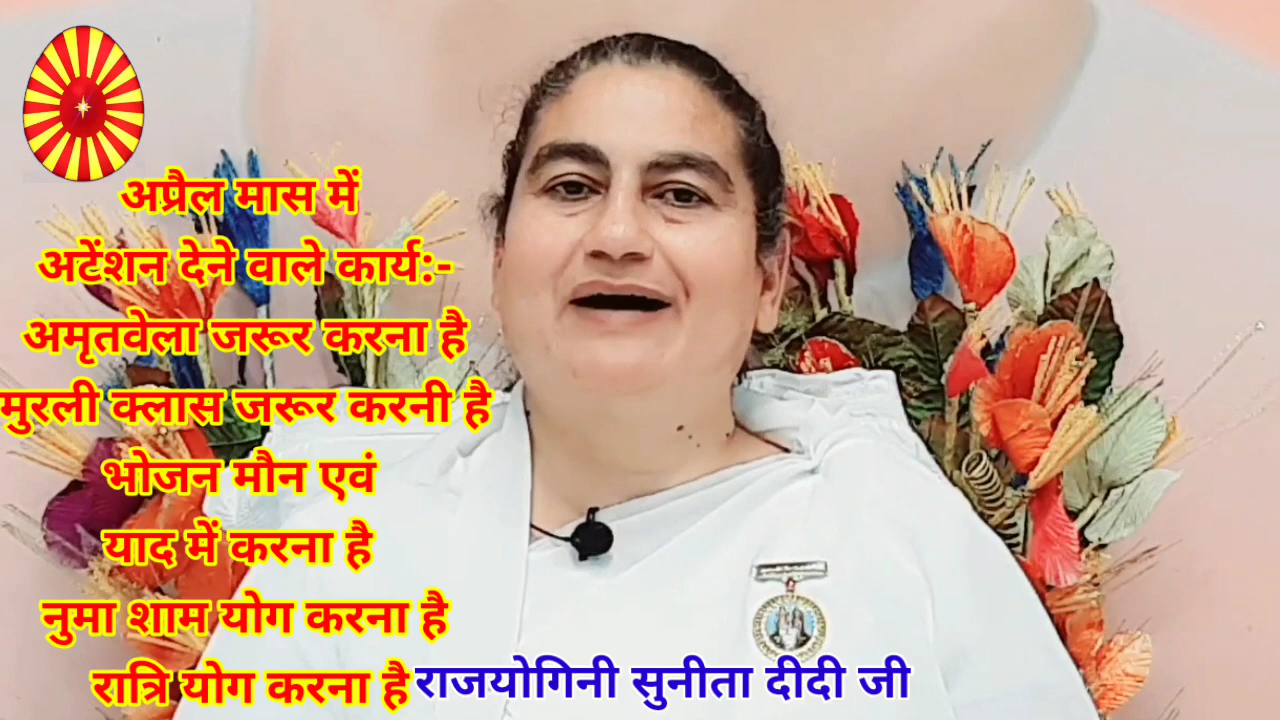 अप्रैल मास में
अटेंशन देने वाले कार्य:-
अमृतवेला जरूर करना है
मुरली क्लास जरूर करनी है
भोजन मौन एवं
याद में करना है
नुमा शाम योग करना है
रात्रि योग करना है
राजयोगिनी सुनीता दीदी जी